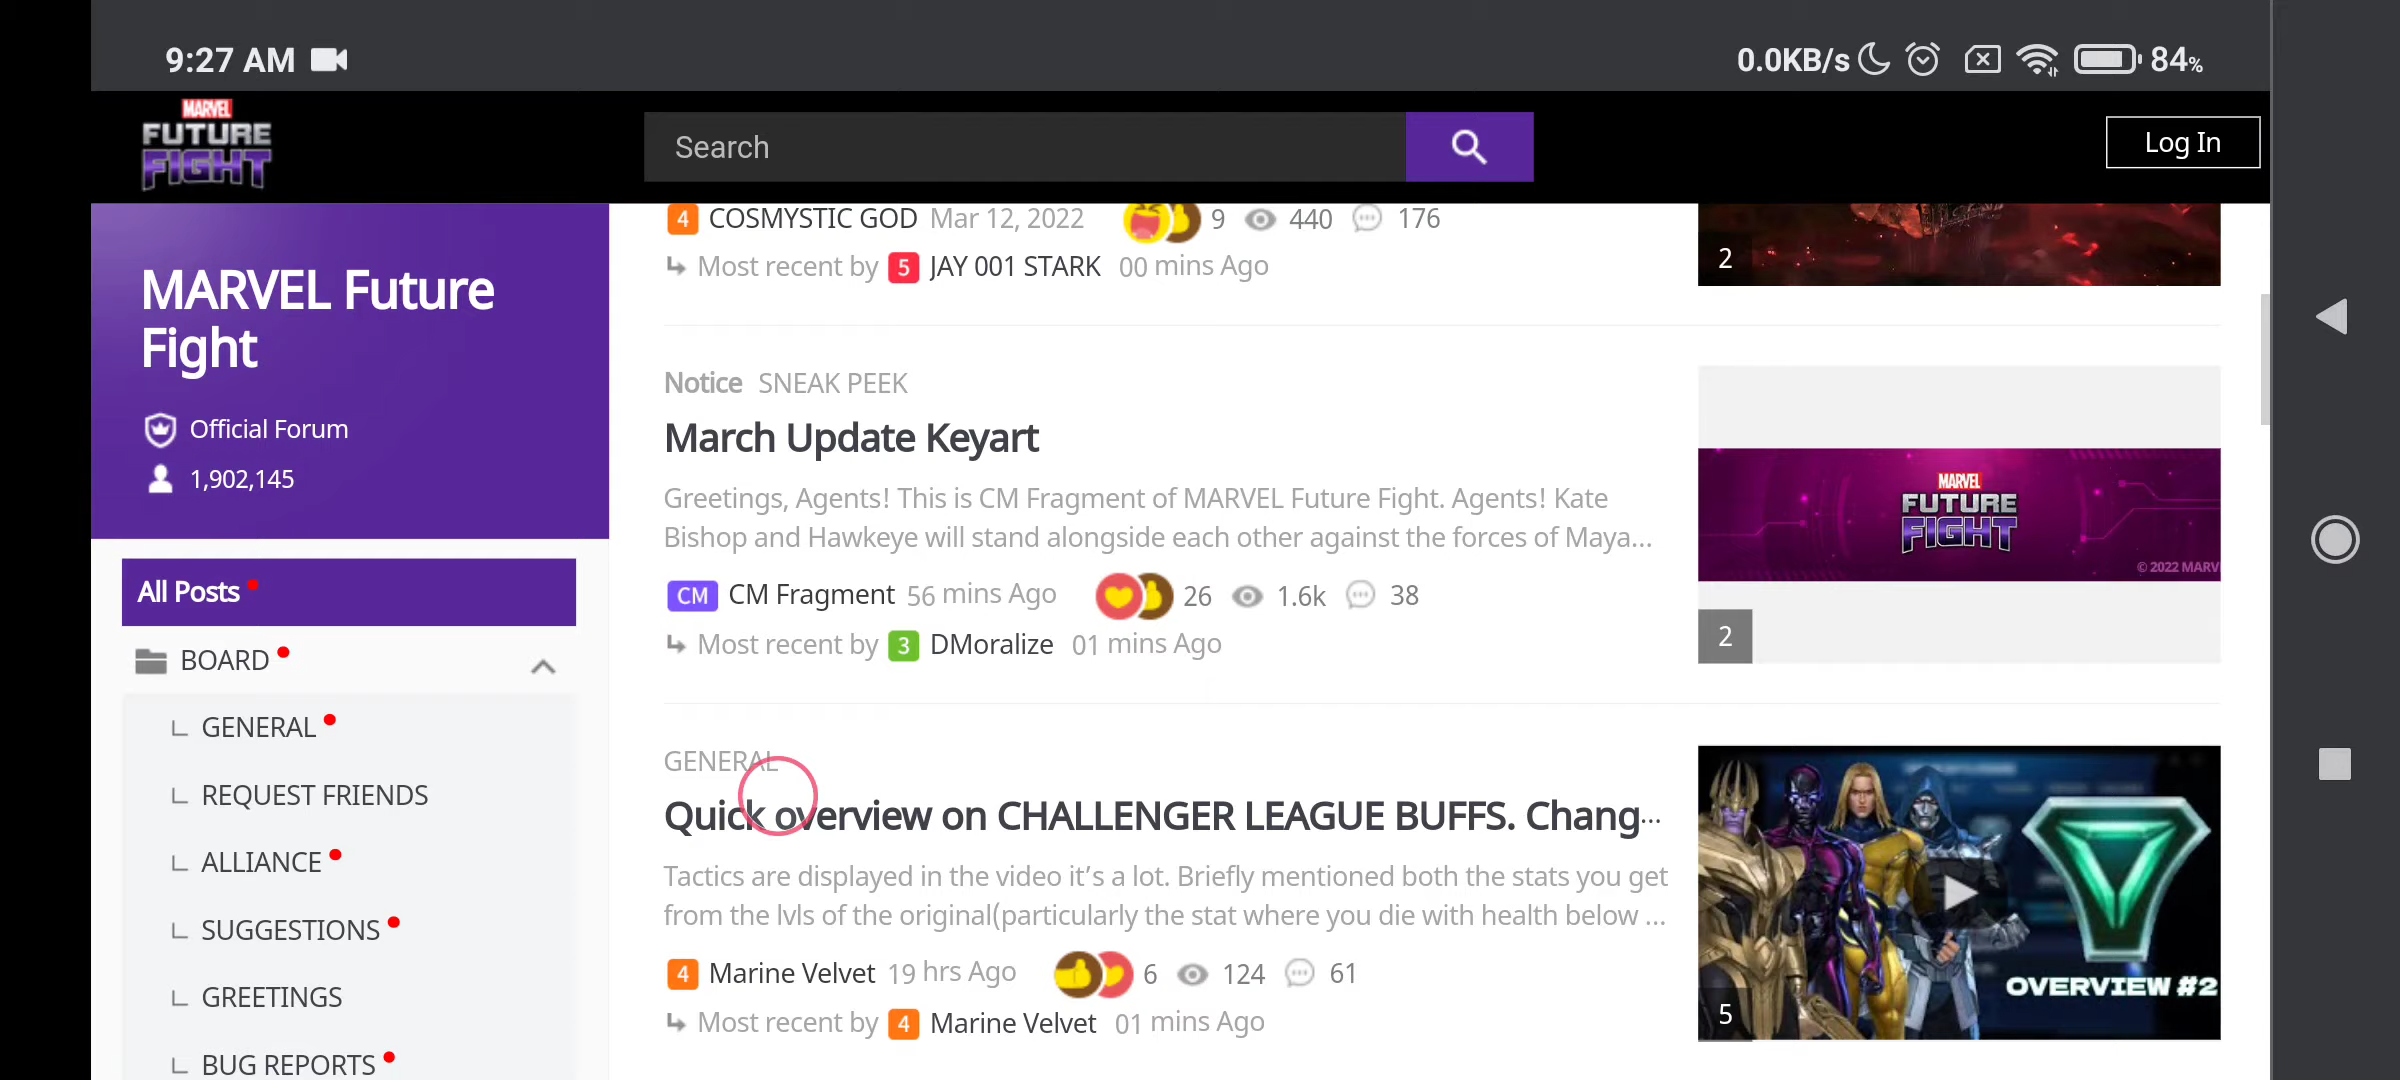 9:27 AM
0.0KB/s
84%
MARVEL
FUTURE
FIGHT
Search
Log In
MARVEL Future
Fight
Official Forum
1,902,145
All Posts
BOARD
GENERAL
REQUEST FRIENDS
ALLIANCE
SUGGESTIONS
GREETINGS
BUG REPORTS
4 COSMYSTIC GOD Mar 12, 2022 9 440 176
Most recent by 5 JAY 001 STARK 00 mins Ago
2
Notice SNEAK PEEK
March Update Keyart
Greetings, Agents! This is CM Fragment of MARVEL Future Fight. Agents! Kate
Bishop and Hawkeye will stand alongside each other against the forces of Maya...
CM CM Fragment 56 mins Ago 26 1.6k 38
Most recent by 3 DMoralize 01 mins Ago
MARVEL
FUTURE
FIGHT
© 2022 MARV
2
GENERAL
Quick overview on CHALLENGER LEAGUE BUFFS. Chang...
Tactics are displayed in the video it's a lot. Briefly mentioned both the stats you get
from the lvls of the original(particularly the stat where you die with health below ...
4 Marine Velvet 19 hrs Ago 6 124 61
Most recent by 4 Marine Velvet 01 mins Ago
OVERVIEW #2
5